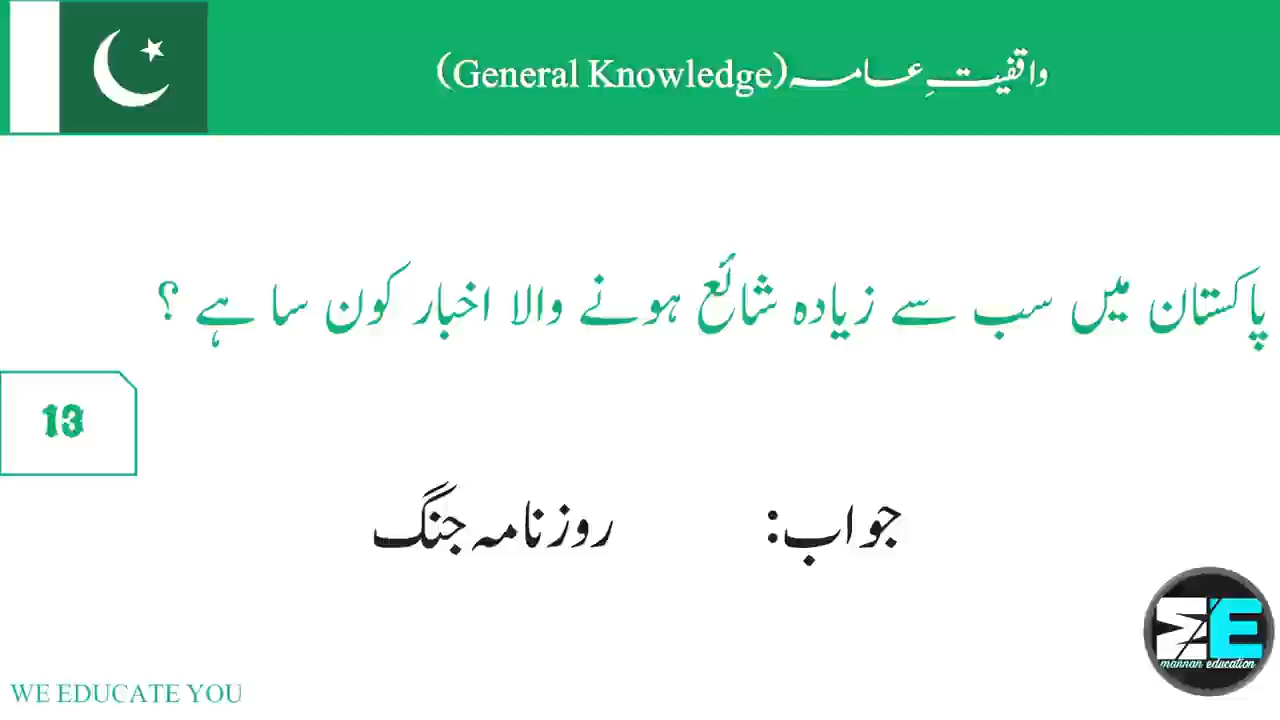 واقفیتِ عامہ(General Knowledge)
پاکستان میں سب سے زیادہ شائع ہونے والا اخبار کون سا ہے ؟
13
جواب: روزنامہ جنگ
mannan education
WE EDUCATE YOU